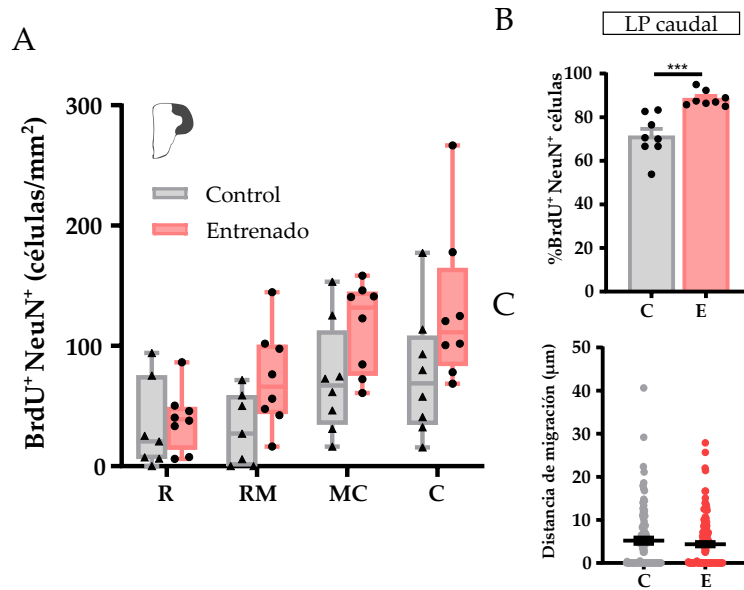 A
BrdU⁺ NeuN⁺ (células/mm²)
300
200
100
0
Control
Entrenado
R
RM
MC
C
B
LP caudal
***
%BrdU⁺ NeuN⁺ células
100
80
60
40
20
0
C
E
C
Distancia de migración (µm)
50
40
30
20
10
0
C
E